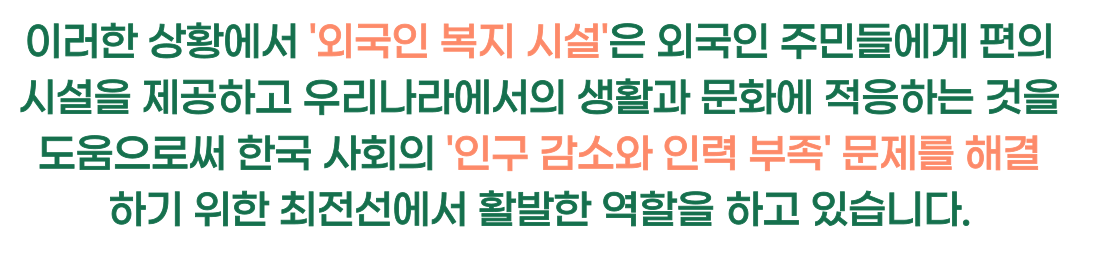 이러한 상황에서 '외국인 복지 시설'은 외국인 주민들에게 편의
시설을 제공하고 우리나라에서의 생활과 문화에 적응하는 것을
도움으로써 한국 사회의 '인구 감소와 인력 부족' 문제를 해결
하기 위한 최전선에서 활발한 역할을 하고 있습니다.